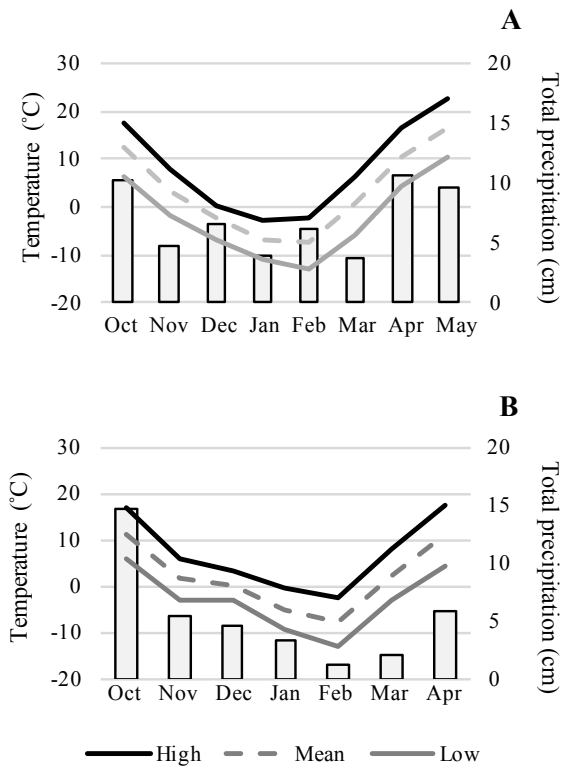 A
30
20
10
0
-10
-20
Temperature (˚C)
20
15
10
5
0
Total precipitation (cm)
Oct Nov Dec Jan Feb Mar Apr May
B
30
20
10
0
-10
-20
Temperature (˚C)
20
15
10
5
0
Total precipitation (cm)
Oct Nov Dec Jan Feb Mar Apr
High Mean Low